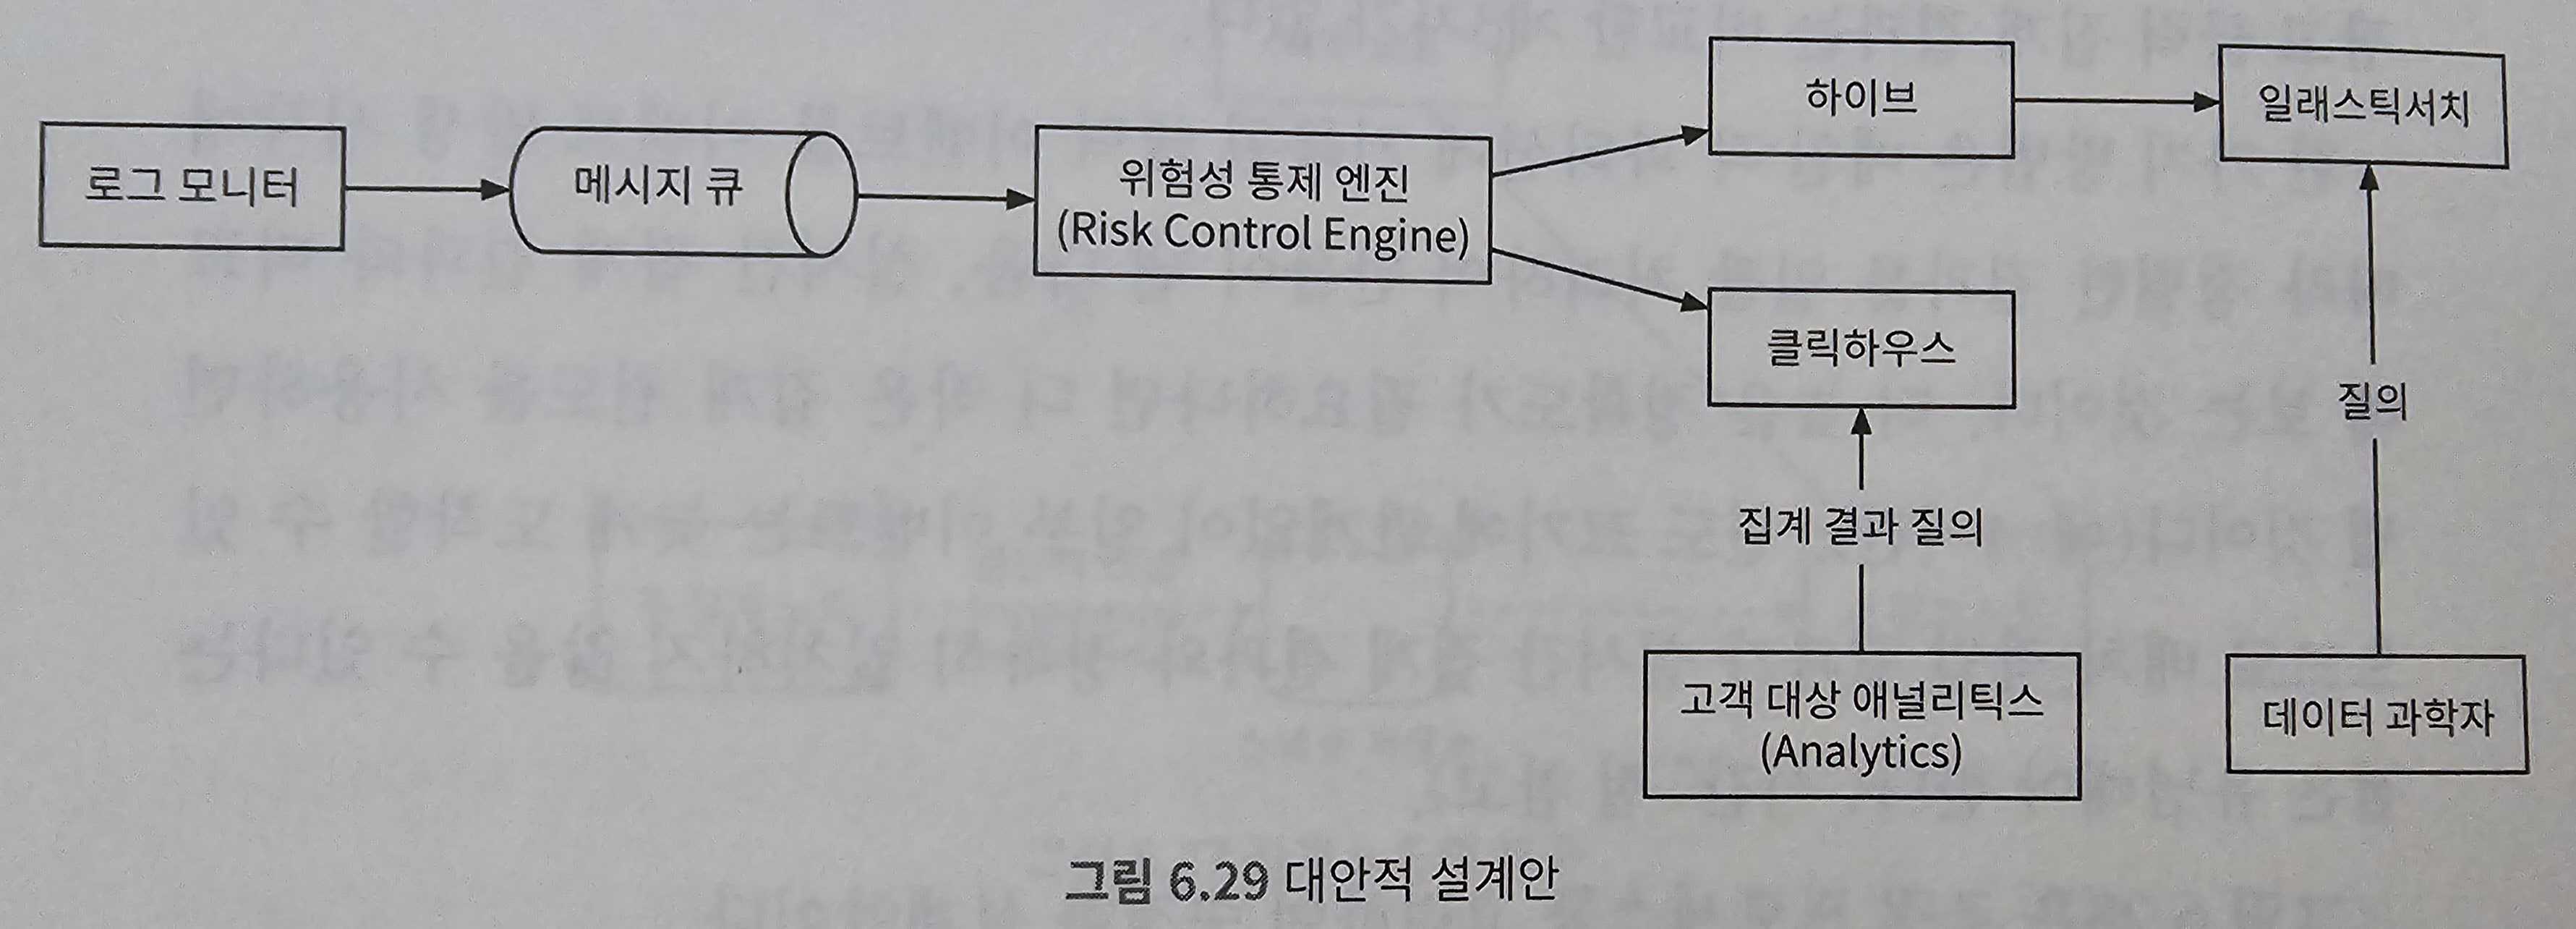 로그 모니터
메시지 큐
위험성 통제 엔진
(Risk Control Engine)
하이브
일래스틱서치
클릭하우스
질의
집계 결과 질의
고객 대상 애널리틱스
(Analytics)
데이터 과학자
그림 6.29 대안적 설계안